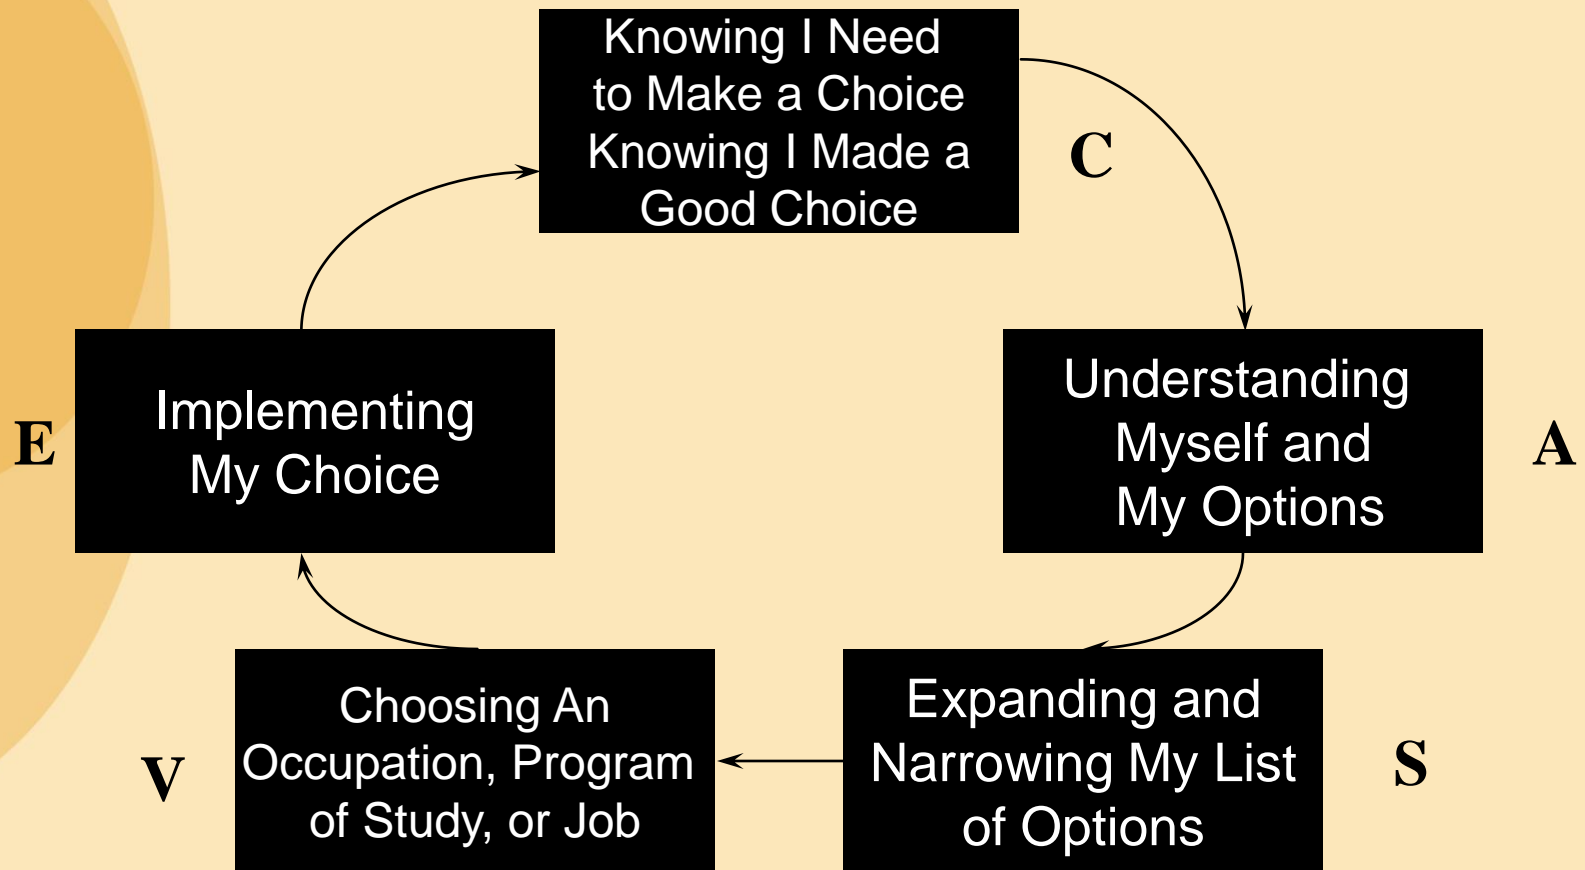 Knowing I Need
to Make a Choice
Knowing I Made a
Good Choice
C
Understanding
Myself and
My Options
A
Expanding and
Narrowing My List
of Options
S
Choosing An
Occupation, Program
of Study, or Job
V
Implementing
My Choice
E